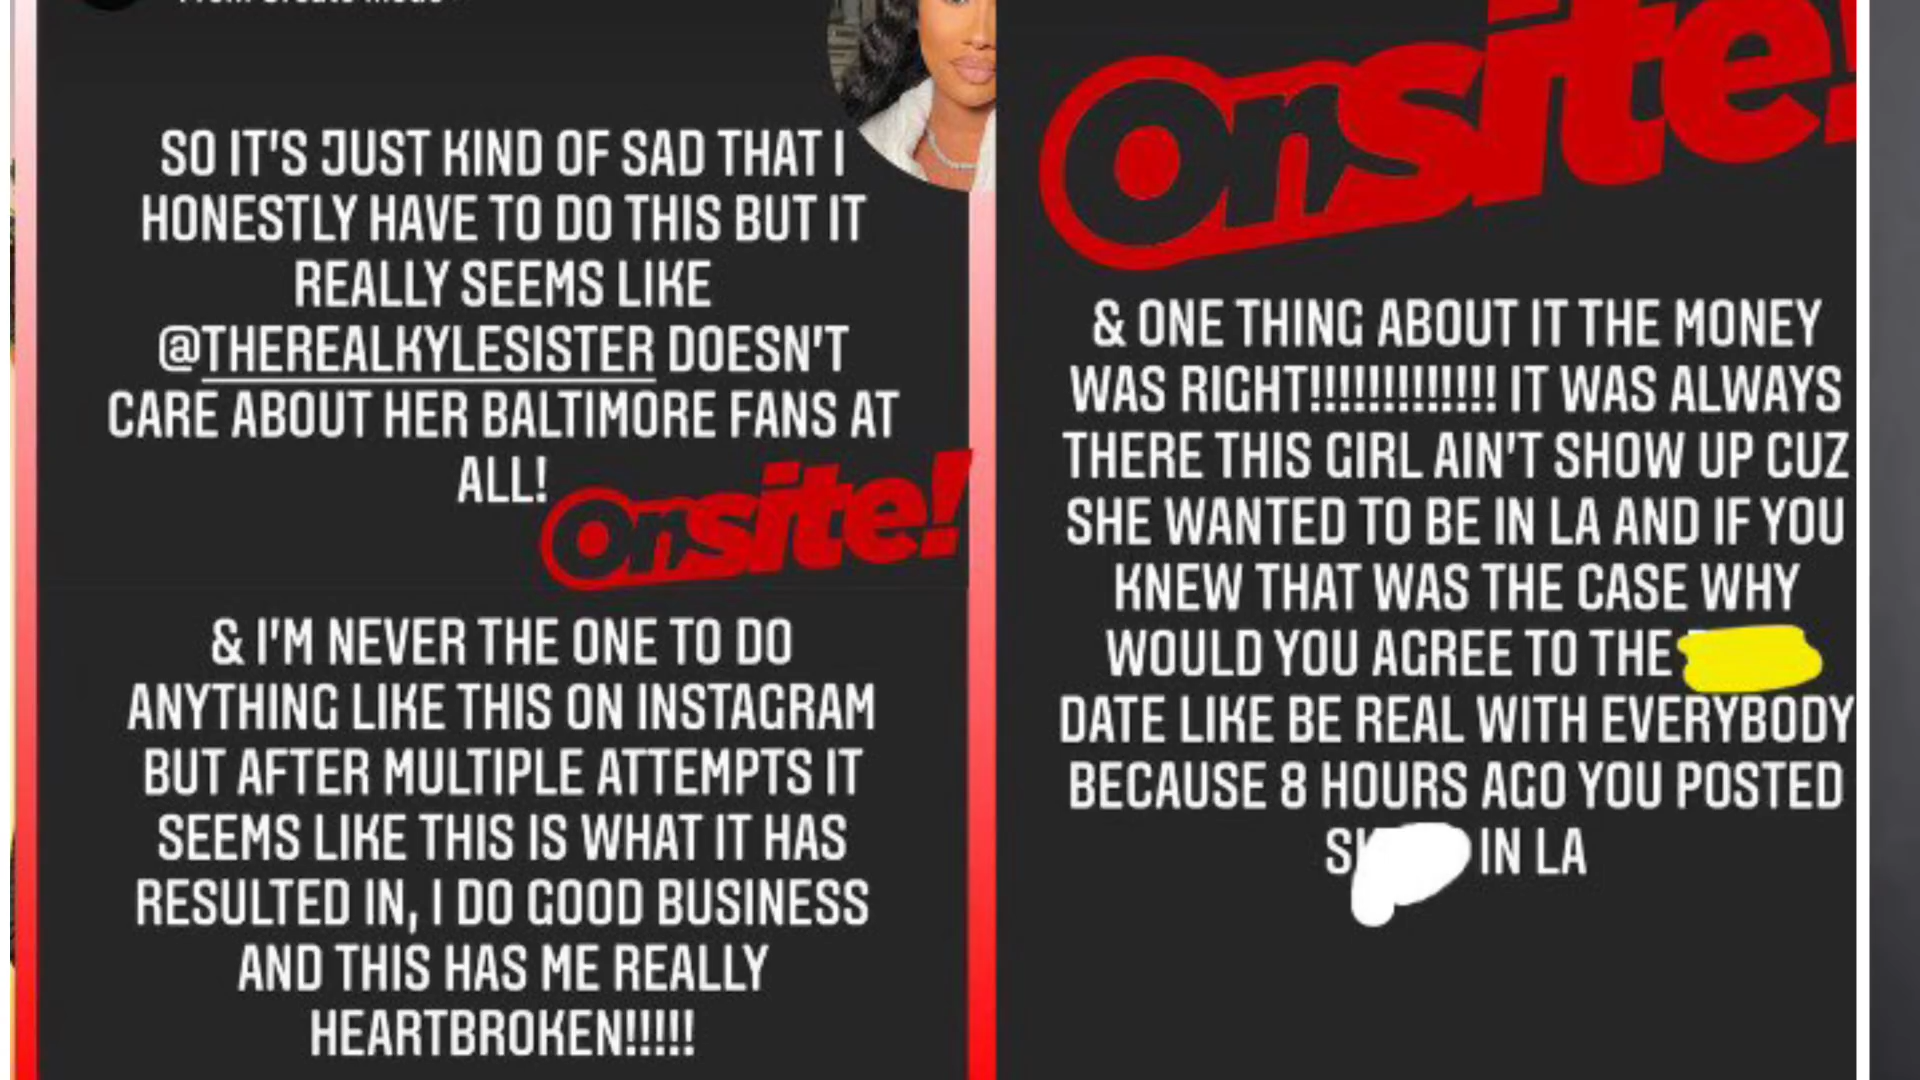 SO IT'S JUST KIND OF SAD THAT I
HONESTLY HAVE TO DO THIS BUT IT
REALLY SEEMS LIKE
@THEREALKYLESISTER DOESN'T
CARE ABOUT HER BALTIMORE FANS AT
ALL!
Onsite!
& I'M NEVER THE ONE TO DO
ANYTHING LIKE THIS ON INSTAGRAM
BUT AFTER MULTIPLE ATTEMPTS IT
SEEMS LIKE THIS IS WHAT IT HAS
RESULTED IN, I DO GOOD BUSINESS
AND THIS HAS ME REALLY
HEARTBROKEN!!!!!
Onsite!
& ONE THING ABOUT IT THE MONEY
WAS RIGHT!!!!!!!!!!!!! IT WAS ALWAYS
THERE THIS GIRL AIN'T SHOW UP CUZ
SHE WANTED TO BE IN LA AND IF YOU
KNEW THAT WAS THE CASE WHY
WOULD YOU AGREE TO THE
DATE LIKE BE REAL WITH EVERYBODY
BECAUSE 8 HOURS AGO YOU POSTED
IN LA